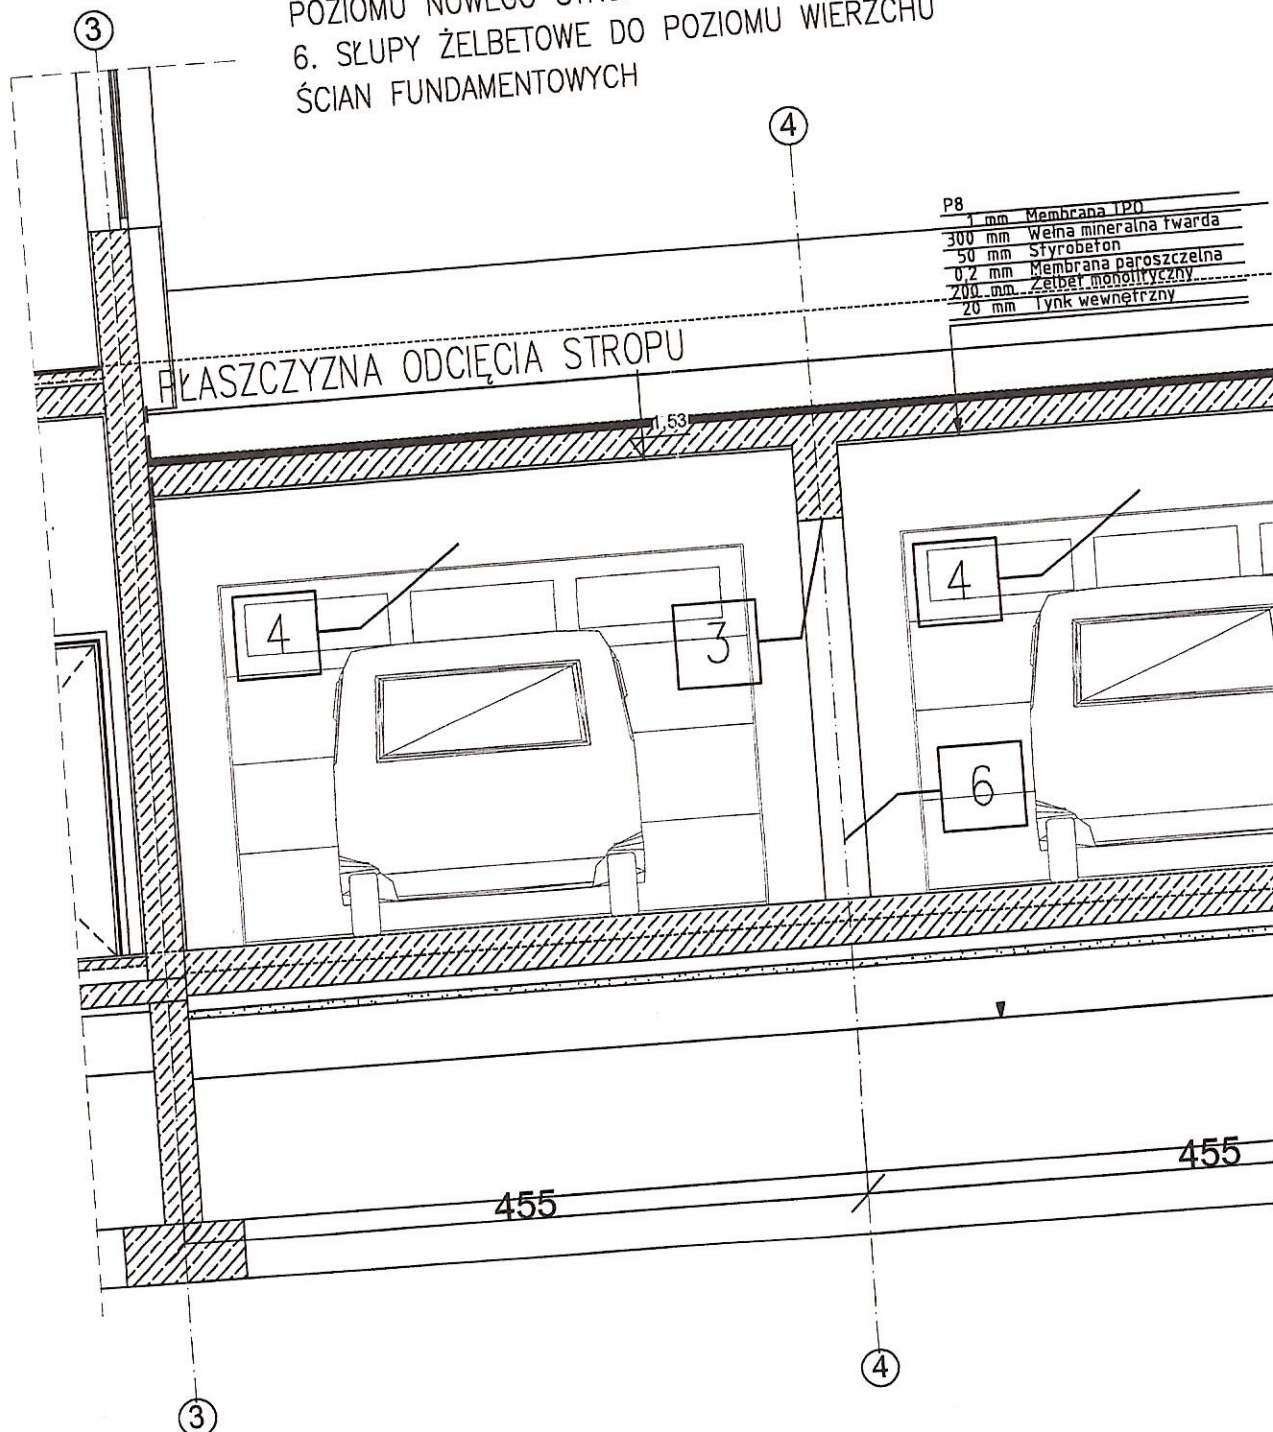 3
POZIOMU NOWEGO
6. SŁUPY ŻELBETOWE DO POZIOMU WIERZCHU
ŚCIAN FUNDAMENTOWYCH
4
P8
1 mm Membrana TPO
300 mm Wełna mineralna twarda
50 mm Styrobeton
0,2 mm Membrana paroszczelna
200 mm Żelbet monolityczny
20 mm Tynk wewnętrzny
PŁASZCZYZNA ODCIĘCIA STROPU
1,53
4
3
4
6
455
455
4
3